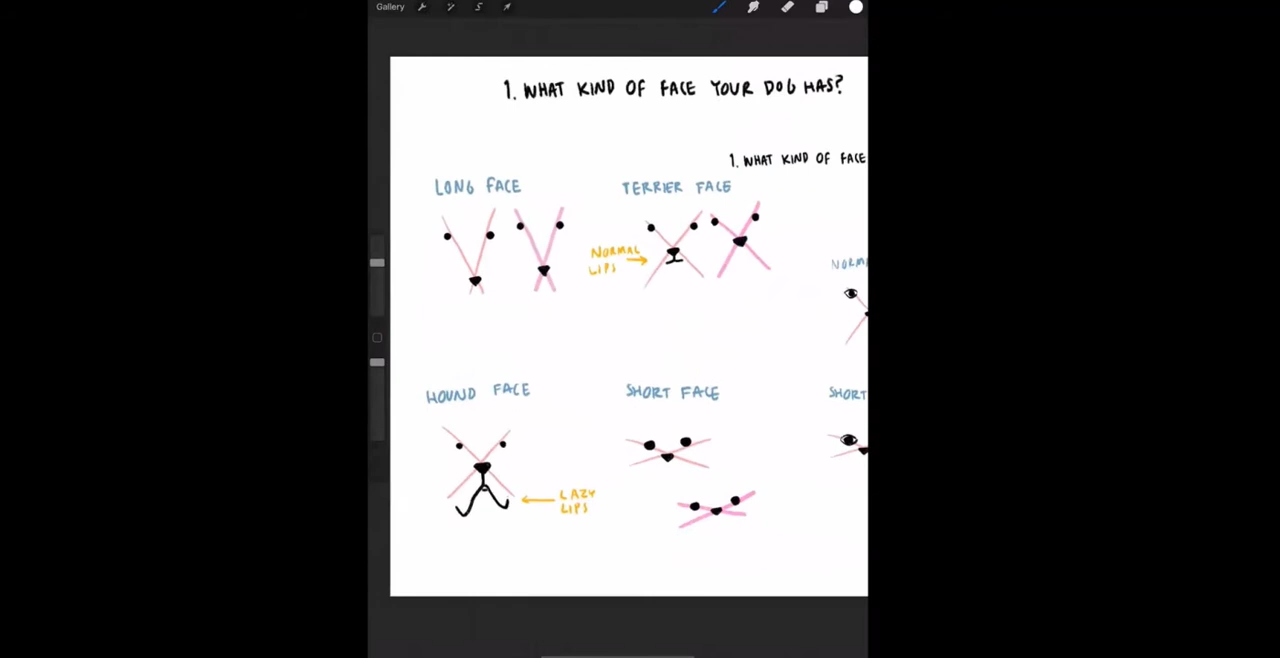 Gallery
1. WHAT KIND OF FACE YOUR DOG HAS?
1. WHAT KIND OF FACE
LONG FACE
TERRIER FACE
NORMAL
LIPS
HOUND FACE
SHORT FACE
SHORT
LAZY
LIPS